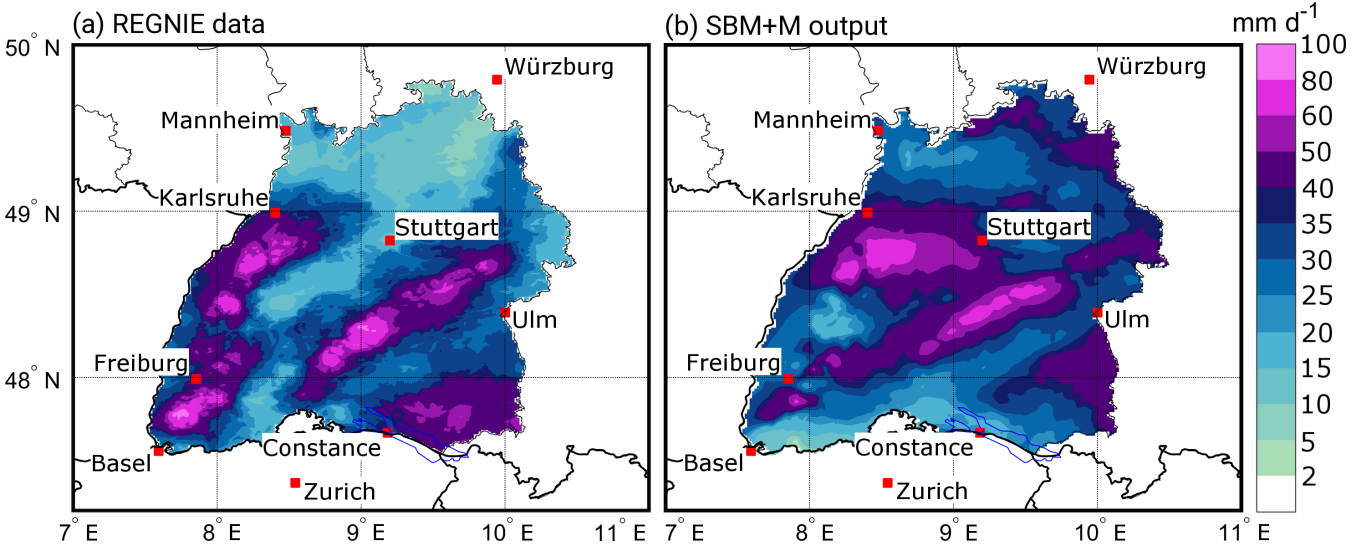 (a) REGNIE data
(b) SBM+M output
mm d⁻¹
50° N
49° N
48° N
Würzburg
Mannheim
Karlsruhe
Stuttgart
Ulm
Freiburg
Constance
Basel
Zurich
7° E
8° E
9° E
10° E
11° E
Würzburg
Mannheim
Karlsruhe
Stuttgart
Ulm
Freiburg
Constance
Basel
Zurich
7° E
8° E
9° E
10° E
11° E
100
80
60
50
40
35
30
25
20
15
10
5
2